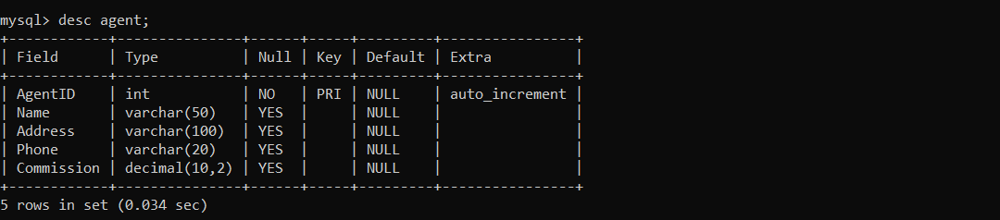 mysql> desc agent;
+------------+---------------+------+-----+---------+----------------+
| Field      | Type          | Null | Key | Default | Extra          |
+------------+---------------+------+-----+---------+----------------+
| AgentID    | int           | NO   | PRI | NULL    | auto_increment |
| Name       | varchar(50)   | YES  |     | NULL    |                |
| Address    | varchar(100)  | YES  |     | NULL    |                |
| Phone      | varchar(20)   | YES  |     | NULL    |                |
| Commission | decimal(10,2) | YES  |     | NULL    |                |
+------------+---------------+------+-----+---------+----------------+
5 rows in set (0.034 sec)